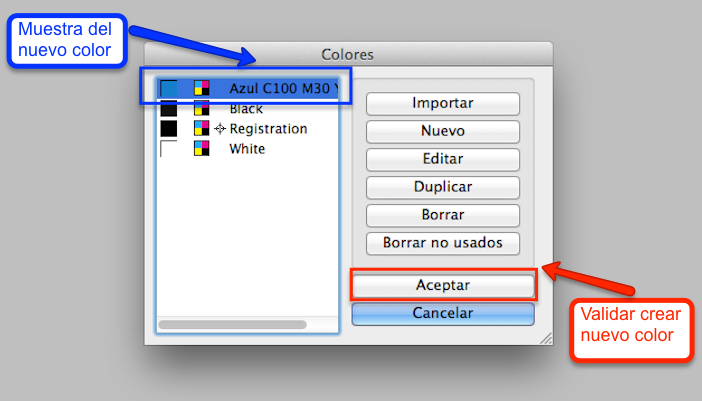 Muestra del
nuevo color
Colores
Azul C100 M30
Black
Registration
White
Importar
Nuevo
Editar
Duplicar
Borrar
Borrar no usados
Aceptar
Cancelar
Validar crear
nuevo color